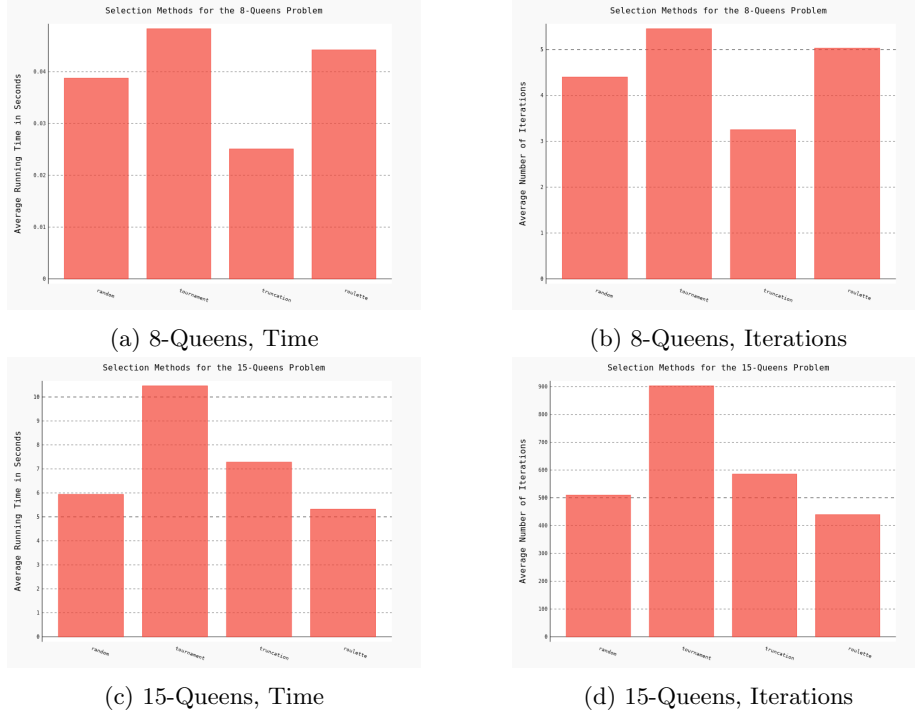 Selection Methods for the 8-Queens Problem
Average Running Time in Seconds
0.04
0.03
0.02
0.01
0
random
tournament
truncation
roulette
(a) 8-Queens, Time
Selection Methods for the 8-Queens Problem
Average Number of Iterations
5
4
3
2
1
0
random
tournament
truncation
roulette
(b) 8-Queens, Iterations
Selection Methods for the 15-Queens Problem
Average Running Time in Seconds
10
9
8
7
6
5
4
3
2
1
0
random
tournament
truncation
roulette
(c) 15-Queens, Time
Selection Methods for the 15-Queens Problem
Average Number of Iterations
900
800
700
600
500
400
300
200
100
0
random
tournament
truncation
roulette
(d) 15-Queens, Iterations